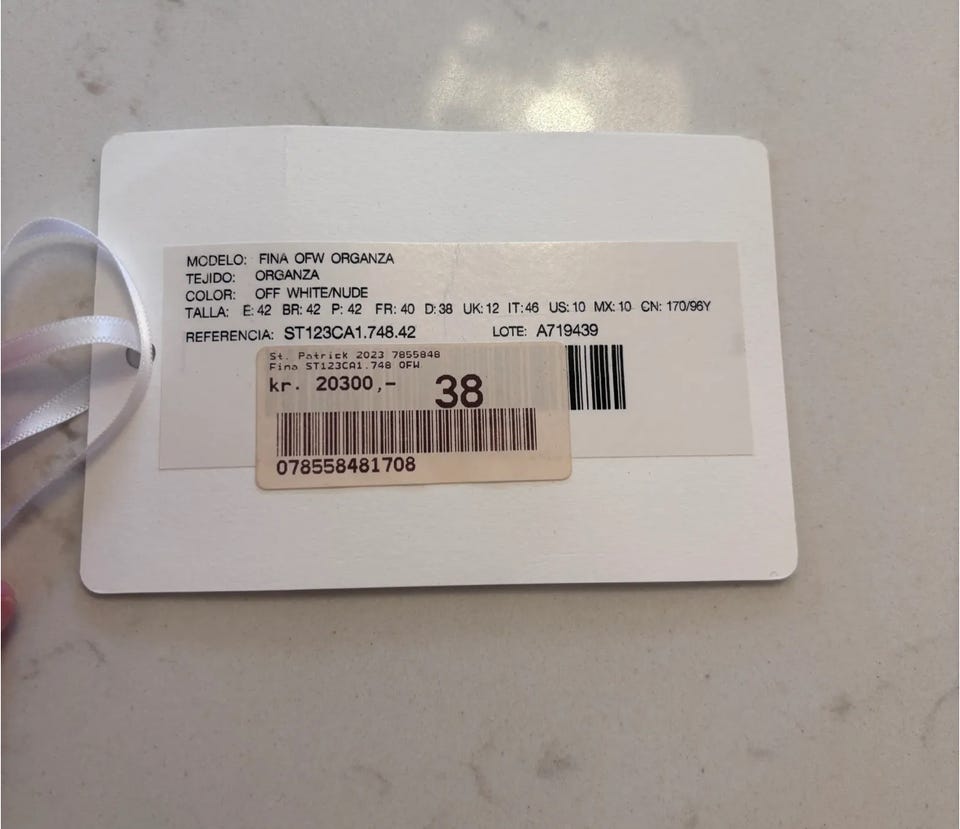 MODELO: FINA OFW ORGANZA
TEJIDO: ORGANZA
COLOR: OFF WHITE/NUDE
TALLA: E: 42 BR: 42 P: 42 FR: 40 D: 38 UK: 12 IT: 46 US: 10 MX: 10 CN: 170/96Y
REFERENCIA: ST123CA1.748.42 LOTE: A719439
St. Patrick 2023 7855848
Fina ST123CA1.748 OFW
kr. 20300,- 38
078558481708